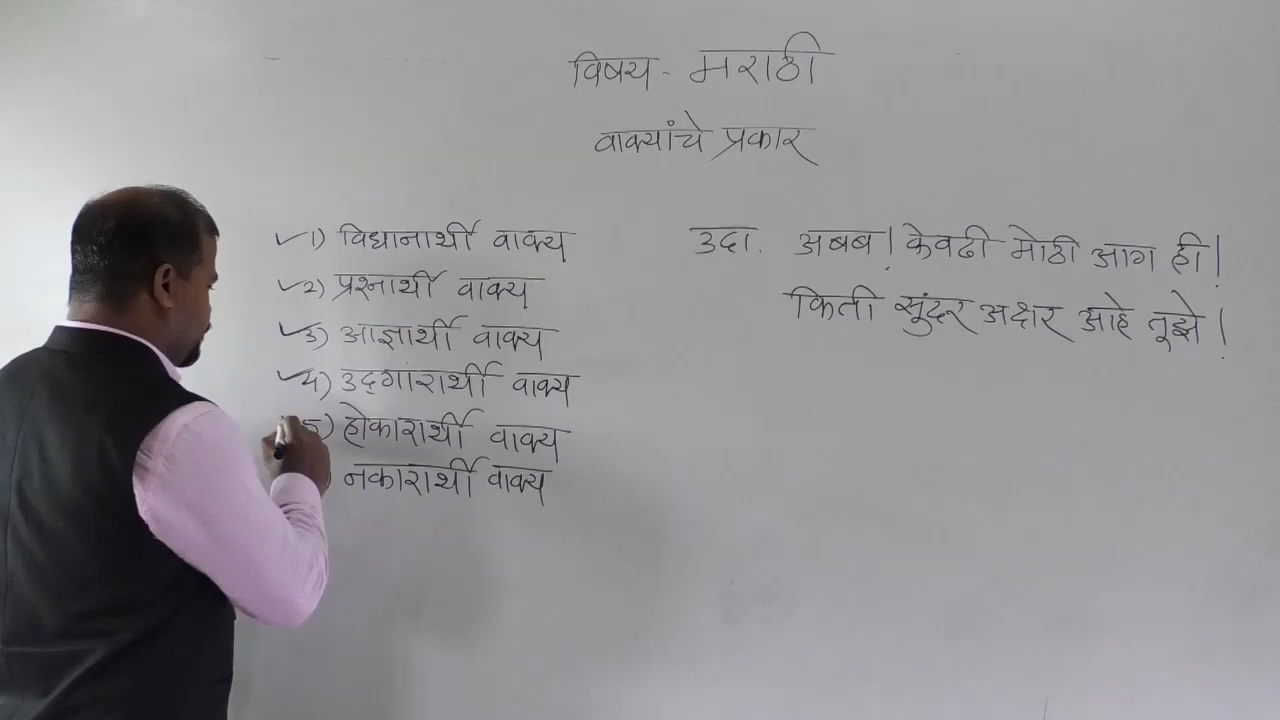 विषय - मराठी
वाक्यांचे प्रकार
१) विद्यानार्थी वाक्य
२) प्रश्नार्थी वाक्य
३) आज्ञार्थी वाक्य
४) उद्गारार्थी वाक्य
५) होकारार्थी वाक्य
नकारार्थी वाक्य
उदा. अबब! केवढी मोठी आग ही!
किती सुंदर अक्षर आहे तूझे!